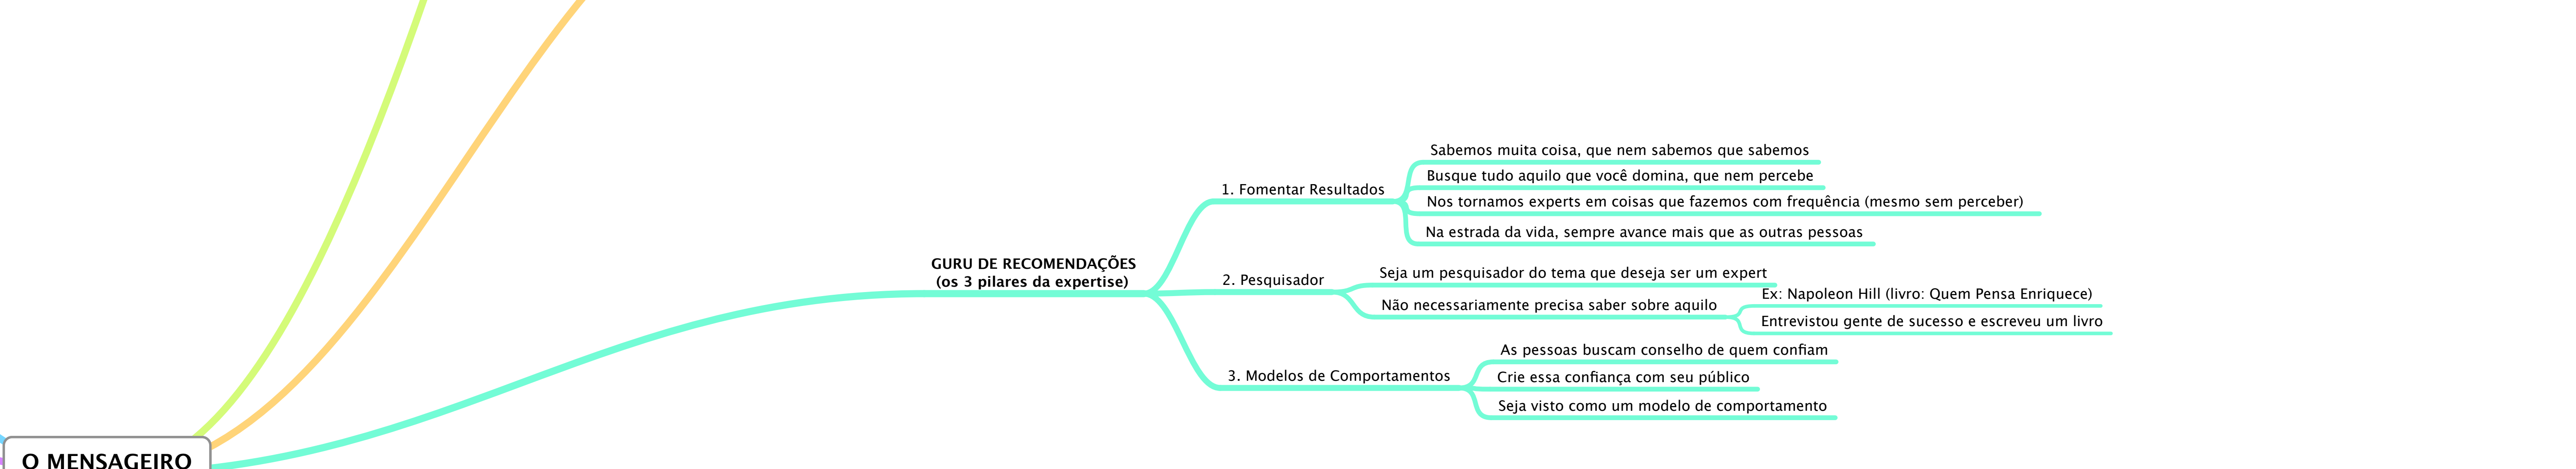 Sabemos muita coisa, que nem sabemos que sabemos
Busque tudo aquilo que você domina, que nem percebe
1. Fomentar Resultados
Nos tornamos experts em coisas que fazemos com frequência (mesmo sem perceber)
Na estrada da vida, sempre avance mais que as outras pessoas
GURU DE RECOMENDAÇÕES
(os 3 pilares da expertise)
2. Pesquisador
Seja um pesquisador do tema que deseja ser um expert
Não necessariamente precisa saber sobre aquilo
Ex: Napoleon Hill (livro: Quem Pensa Enriquece)
Entrevistou gente de sucesso e escreveu um livro
3. Modelos de Comportamentos
As pessoas buscam conselho de quem confiam
Crie essa confiança com seu público
Seja visto como um modelo de comportamento
O MENSAGEIRO